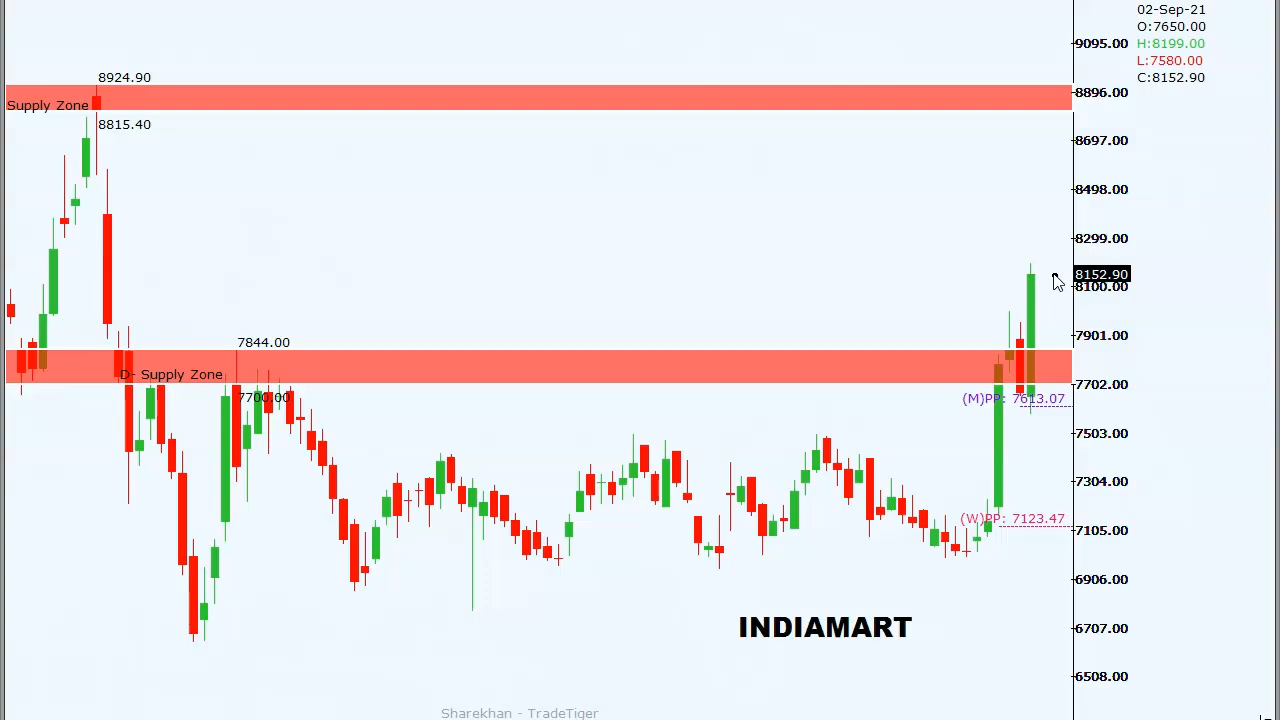 02-Sep-21
O:7650.00
H:8199.00
L:7580.00
C:8152.90
9095.00
8924.90
8896.00
Supply Zone
8815.40
8697.00
8498.00
8299.00
8152.90
8100.00
7901.00
7844.00
D- Supply Zone
7702.00
7700.00
(M)PP: 7613.07
7503.00
7304.00
(W)PP: 7123.47
7105.00
6906.00
INDIAMART
6707.00
6508.00
Sharekhan - TradeTiger